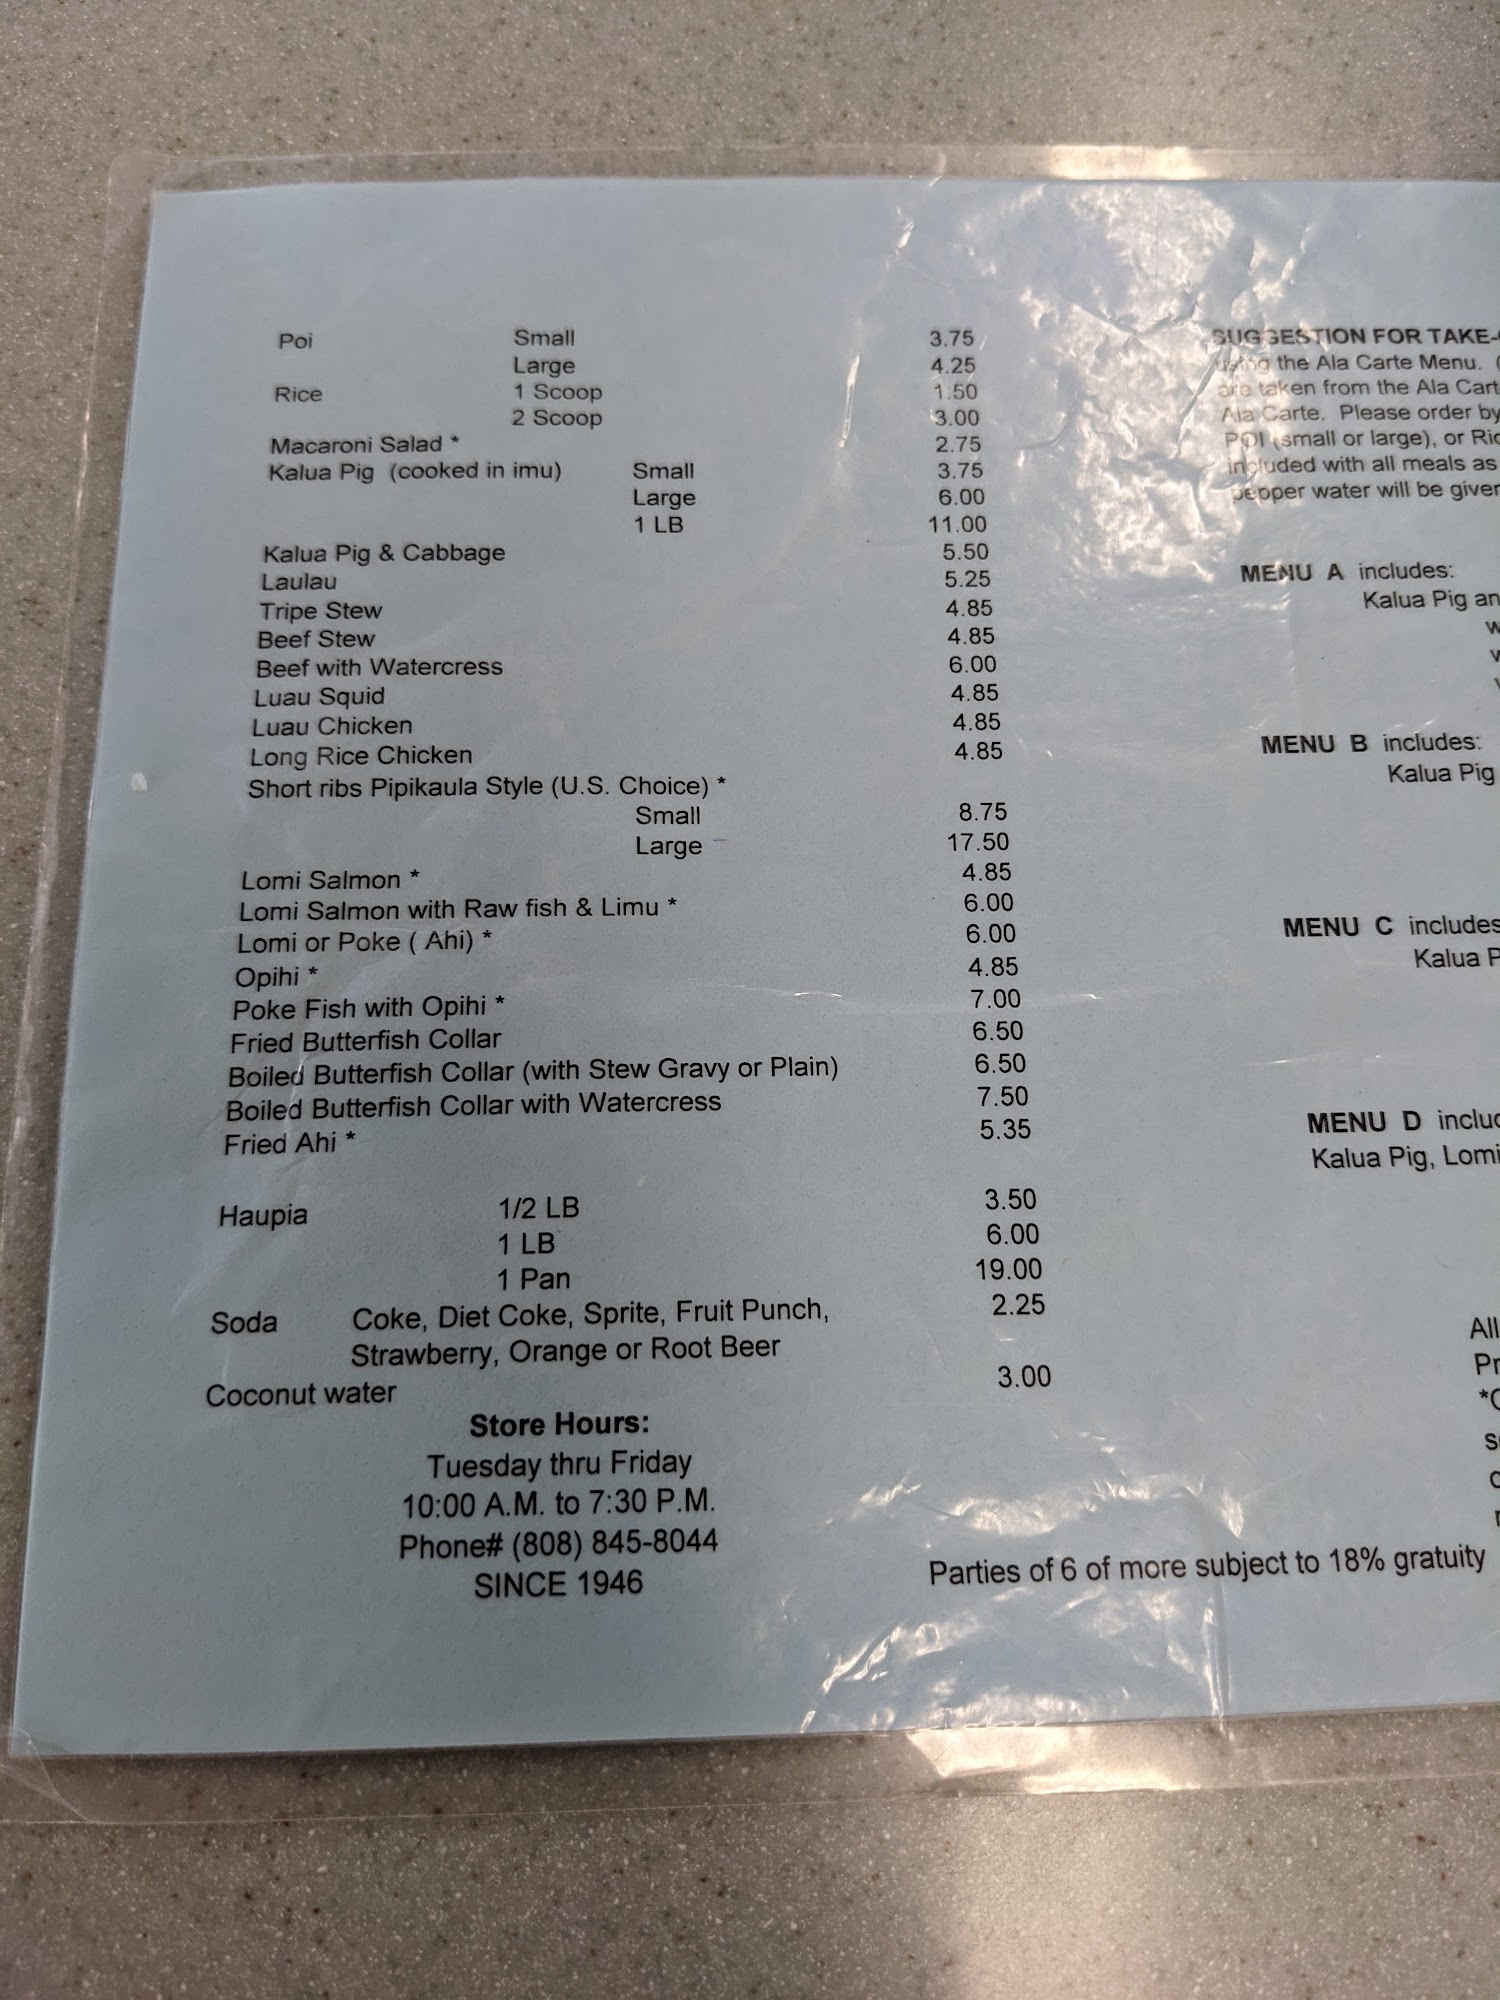 Poi Small 3.75
Large 4.25
Rice 1 Scoop 1.50
2 Scoop 3.00
Macaroni Salad * 2.75
Kalua Pig (cooked in imu) Small 3.75
Large 6.00
1 LB 11.00
Kalua Pig & Cabbage 5.50
Laulau 5.25
Tripe Stew 4.85
Beef Stew 4.85
Beef with Watercress 6.00
Luau Squid 4.85
Luau Chicken 4.85
Long Rice Chicken 4.85
Short ribs Pipikaula Style (U.S. Choice) *
Small 8.75
Large 17.50
Lomi Salmon * 4.85
Lomi Salmon with Raw fish & Limu * 6.00
Lomi or Poke ( Ahi) * 6.00
Opihi * 4.85
Poke Fish with Opihi * 7.00
Fried Butterfish Collar 6.50
Boiled Butterfish Collar (with Stew Gravy or Plain) 6.50
Boiled Butterfish Collar with Watercress 7.50
Fried Ahi * 5.35
Haupia 1/2 LB 3.50
1 LB 6.00
1 Pan 19.00
Soda Coke, Diet Coke, Sprite, Fruit Punch, 2.25
Strawberry, Orange or Root Beer
Coconut water 3.00
Store Hours:
Tuesday thru Friday
10:00 A.M. to 7:30 P.M.
Phone# (808) 845-8044
SINCE 1946
SUGGESTION FOR TAKE-
using the Ala Carte Menu. (
are taken from the Ala Cart
Ala Carte. Please order by
POI (small or large), or Ric
included with all meals as
pepper water will be given
MENU A includes:
Kalua Pig an
w
w
MENU B includes:
Kalua Pig
MENU C includes
Kalua P
MENU D includ
Kalua Pig, Lomi
All
Pr
Parties of 6 of more subject to 18% gratuity